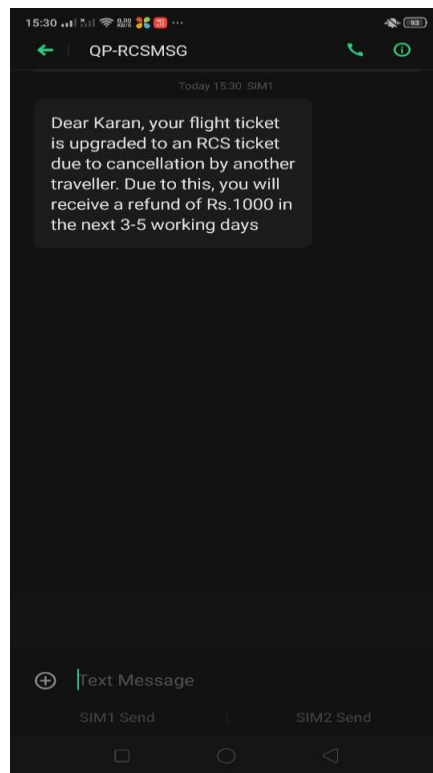 15:30
93
QP-RCSMSG
Today 15:30 SIM1
Dear Karan, your flight ticket
is upgraded to an RCS ticket
due to cancellation by another
traveller. Due to this, you will
receive a refund of Rs.1000 in
the next 3-5 working days
Text Message
SIM1 Send
SIM2 Send